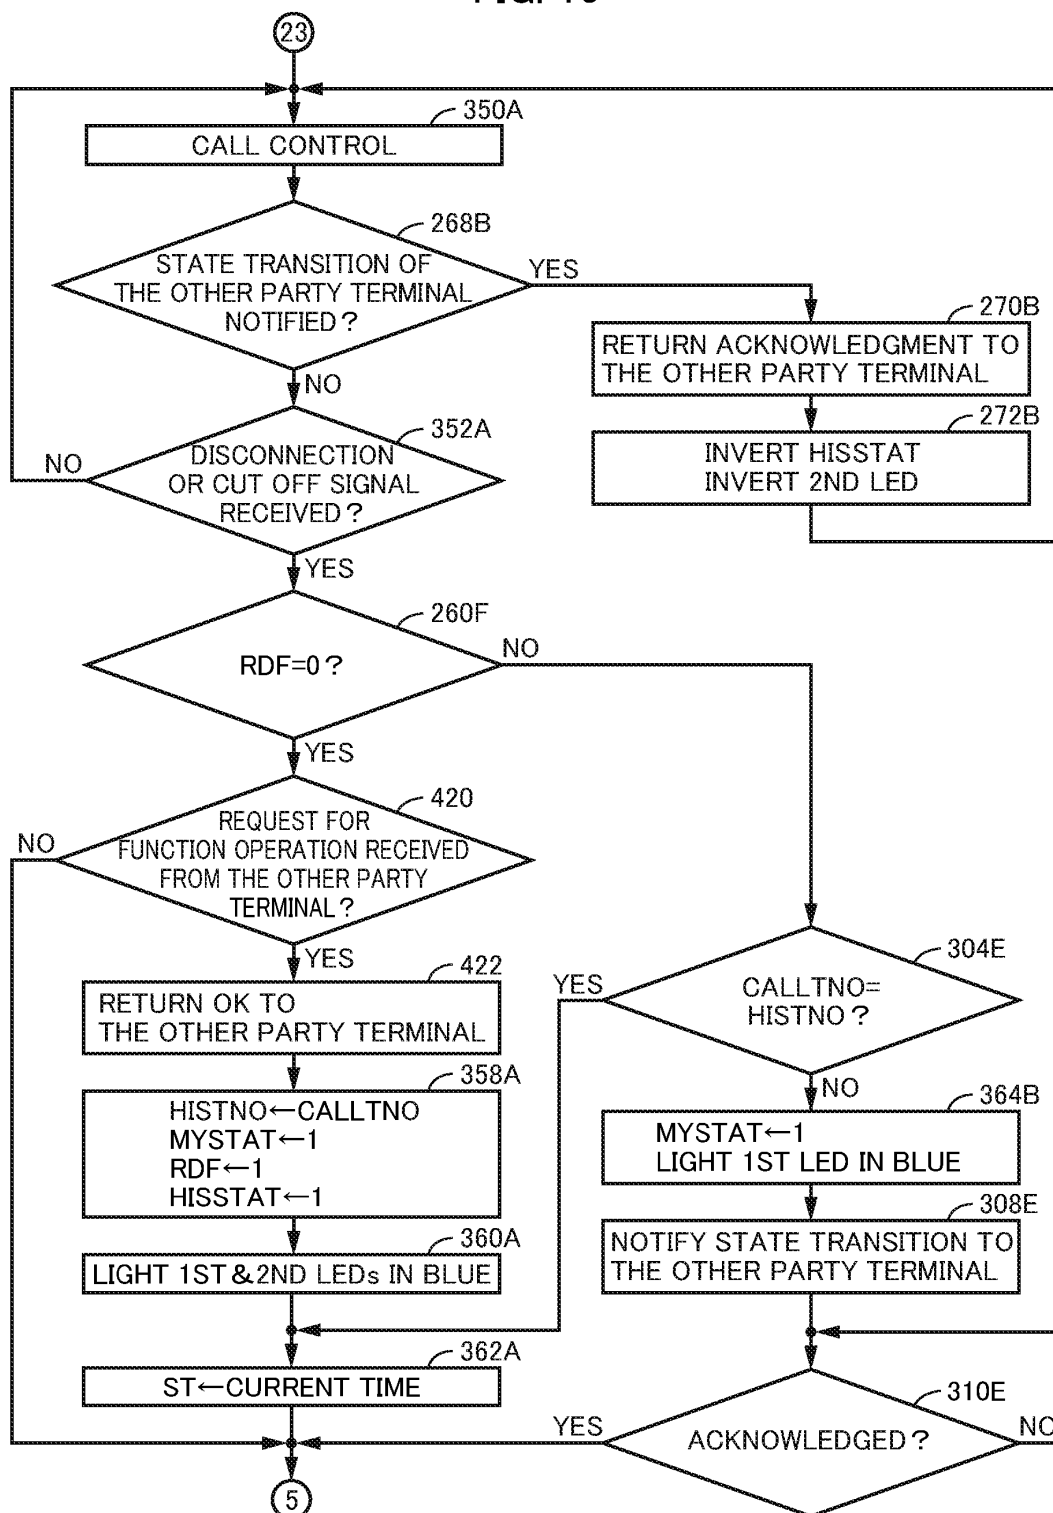 23
350A
CALL CONTROL
268B
STATE TRANSITION OF
THE OTHER PARTY TERMINAL
NOTIFIED?
YES
NO
270B
RETURN ACKNOWLEDGMENT TO
THE OTHER PARTY TERMINAL
272B
INVERT HISSTAT
INVERT 2ND LED
352A
DISCONNECTION
OR CUT OFF SIGNAL
RECEIVED?
NO
YES
260F
RDF=0?
NO
YES
420
REQUEST FOR
FUNCTION OPERATION RECEIVED
FROM THE OTHER PARTY
TERMINAL?
NO
YES
422
RETURN OK TO
THE OTHER PARTY TERMINAL
358A
HISTNO←CALLTNO
MYSTAT←1
RDF←1
HISSTAT←1
360A
LIGHT 1ST&2ND LEDs IN BLUE
362A
ST←CURRENT TIME
304E
CALLTNO=
HISTNO?
YES
NO
364B
MYSTAT←1
LIGHT 1ST LED IN BLUE
308E
NOTIFY STATE TRANSITION TO
THE OTHER PARTY TERMINAL
310E
ACKNOWLEDGED?
YES
NO
5